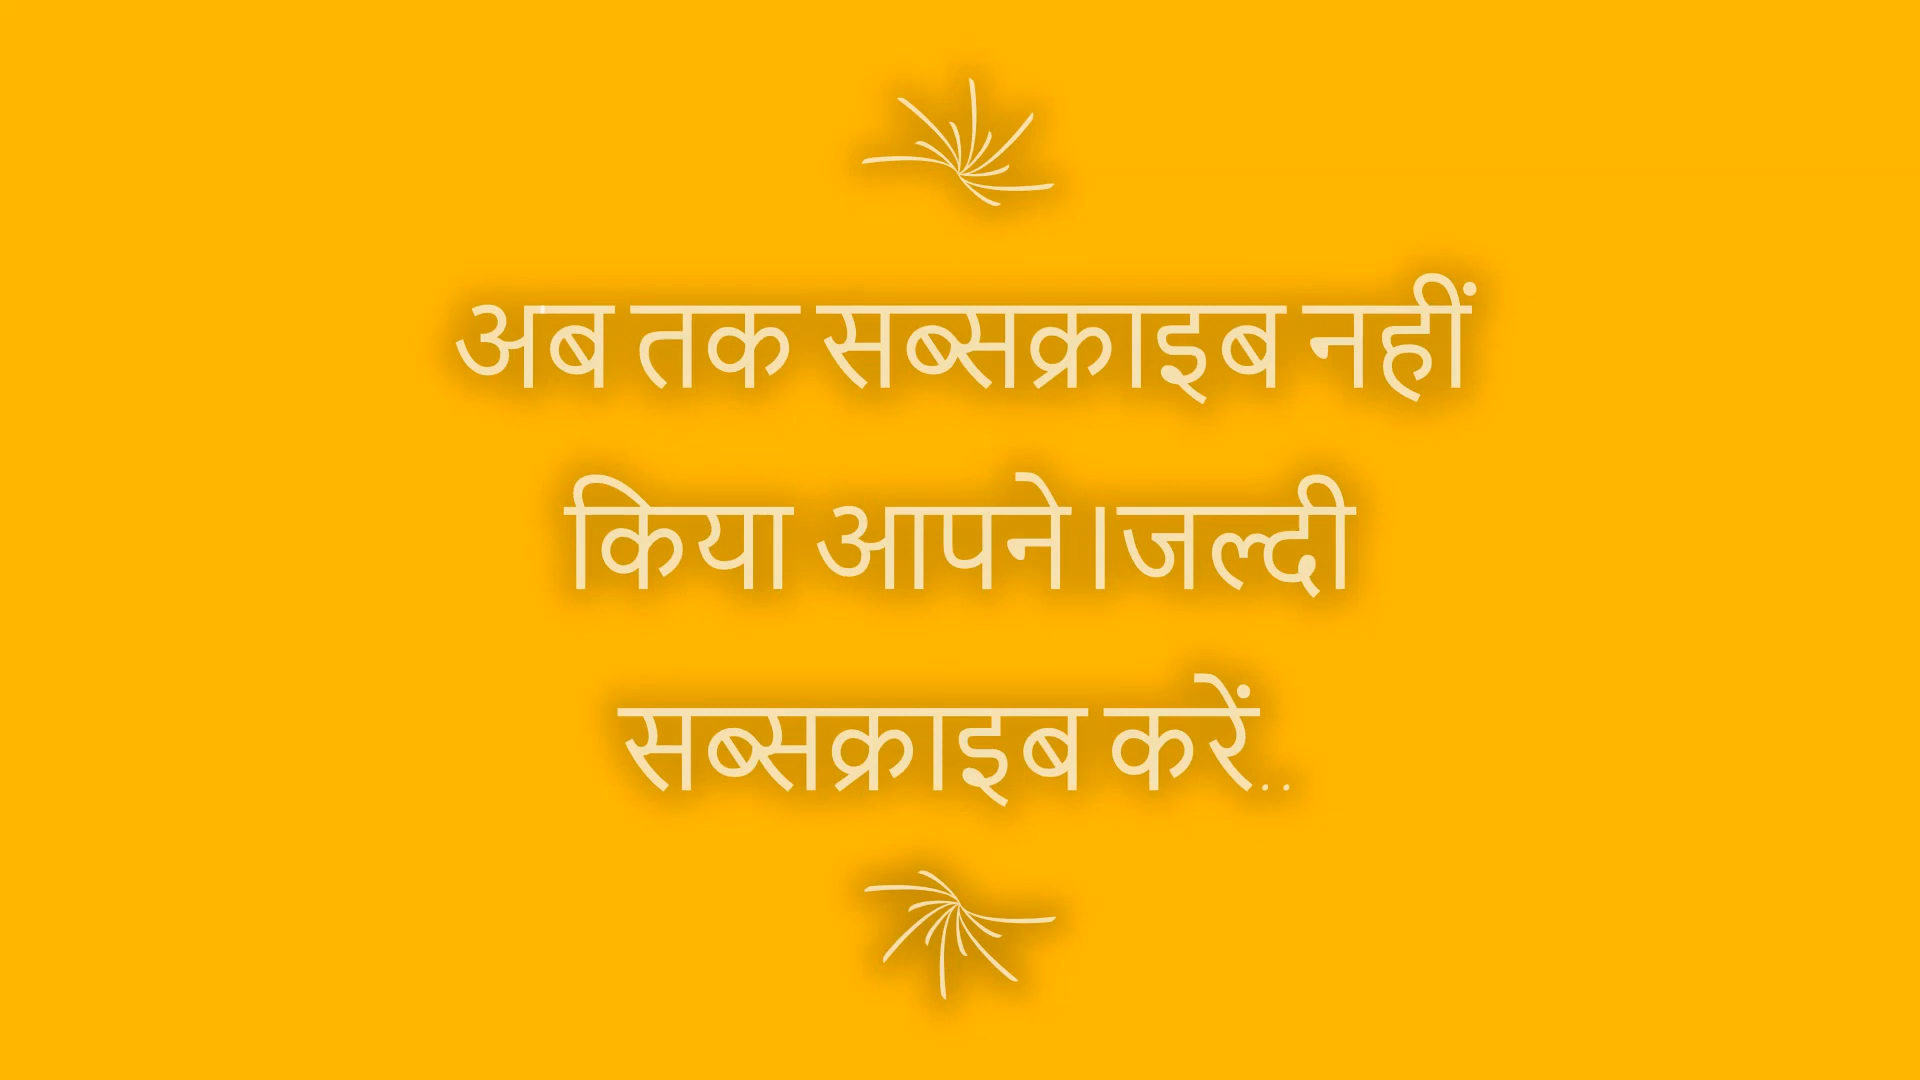 अब तक सब्सक्राइब नहीं
किया आपने।जल्दी
सब्सक्राइब करें..